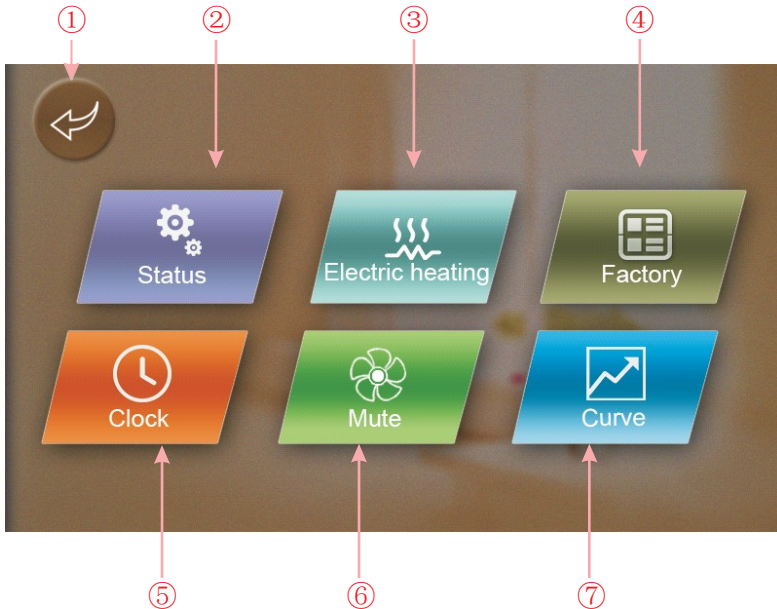 ① ② ③ ④
Status Electric heating Factory
Clock Mute Curve
⑤ ⑥ ⑦